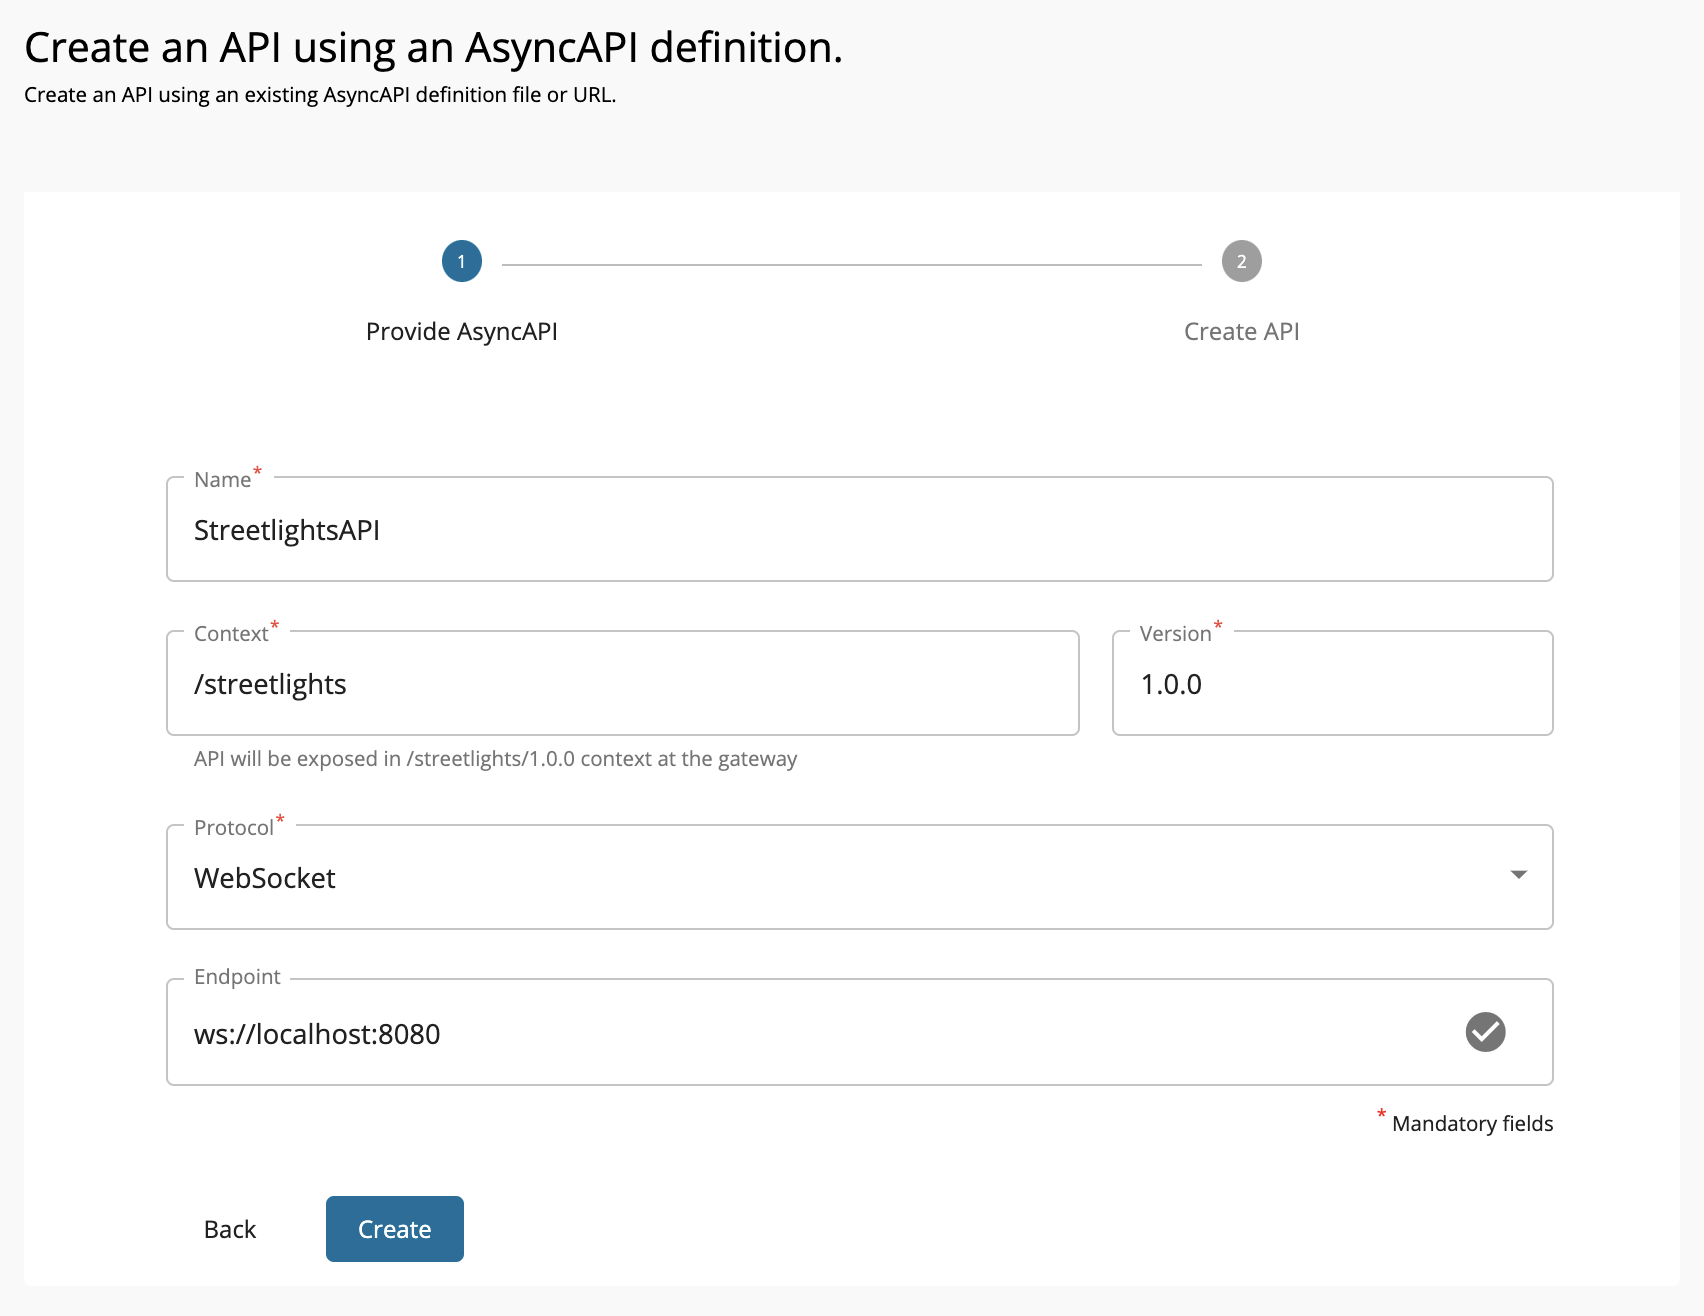 Create an API using an AsyncAPI definition.
Create an API using an existing AsyncAPI definition file or URL.
1
2
Provide AsyncAPI
Create API
Name*
StreetlightsAPI
Context*
Version*
/streetlights
1.0.0
API will be exposed in /streetlights/1.0.0 context at the gateway
Protocol*
WebSocket
Endpoint
ws://localhost:8080
* Mandatory fields
Back
Create